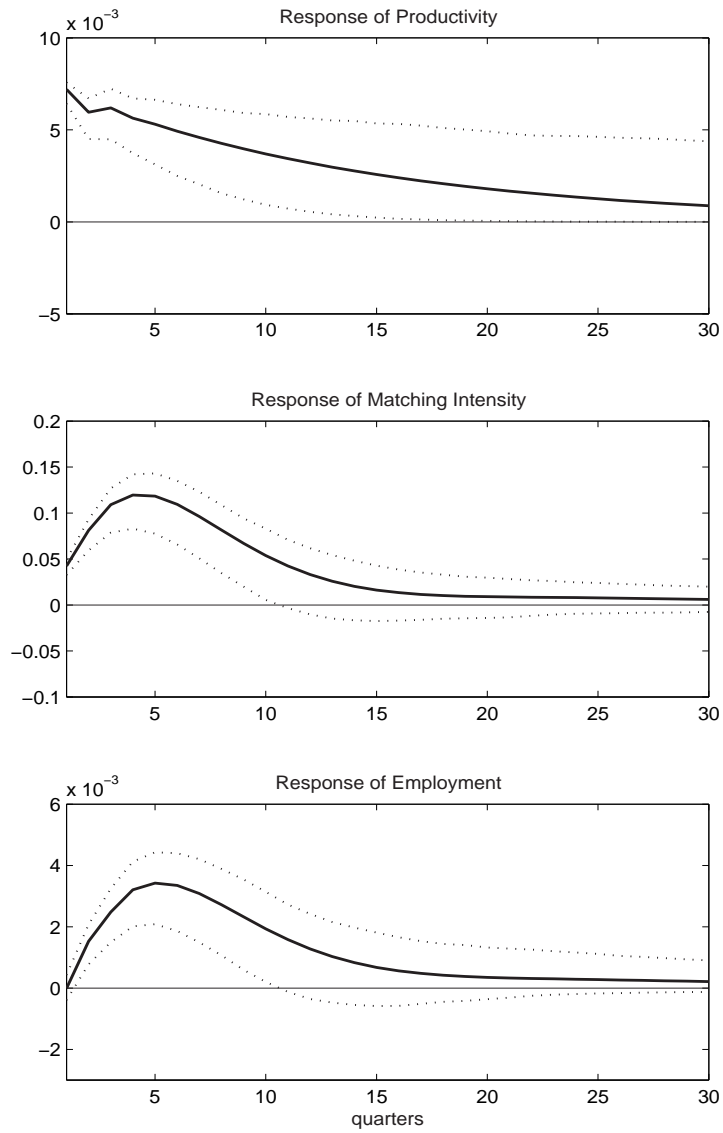 Response of Productivity
x 10⁻³
10
5
0
−5
5 10 15 20 25 30
Response of Matching Intensity
0.2
0.15
0.1
0.05
0
−0.05
−0.1
5 10 15 20 25 30
Response of Employment
x 10⁻³
6
4
2
0
−2
5 10 15 20 25 30
quarters